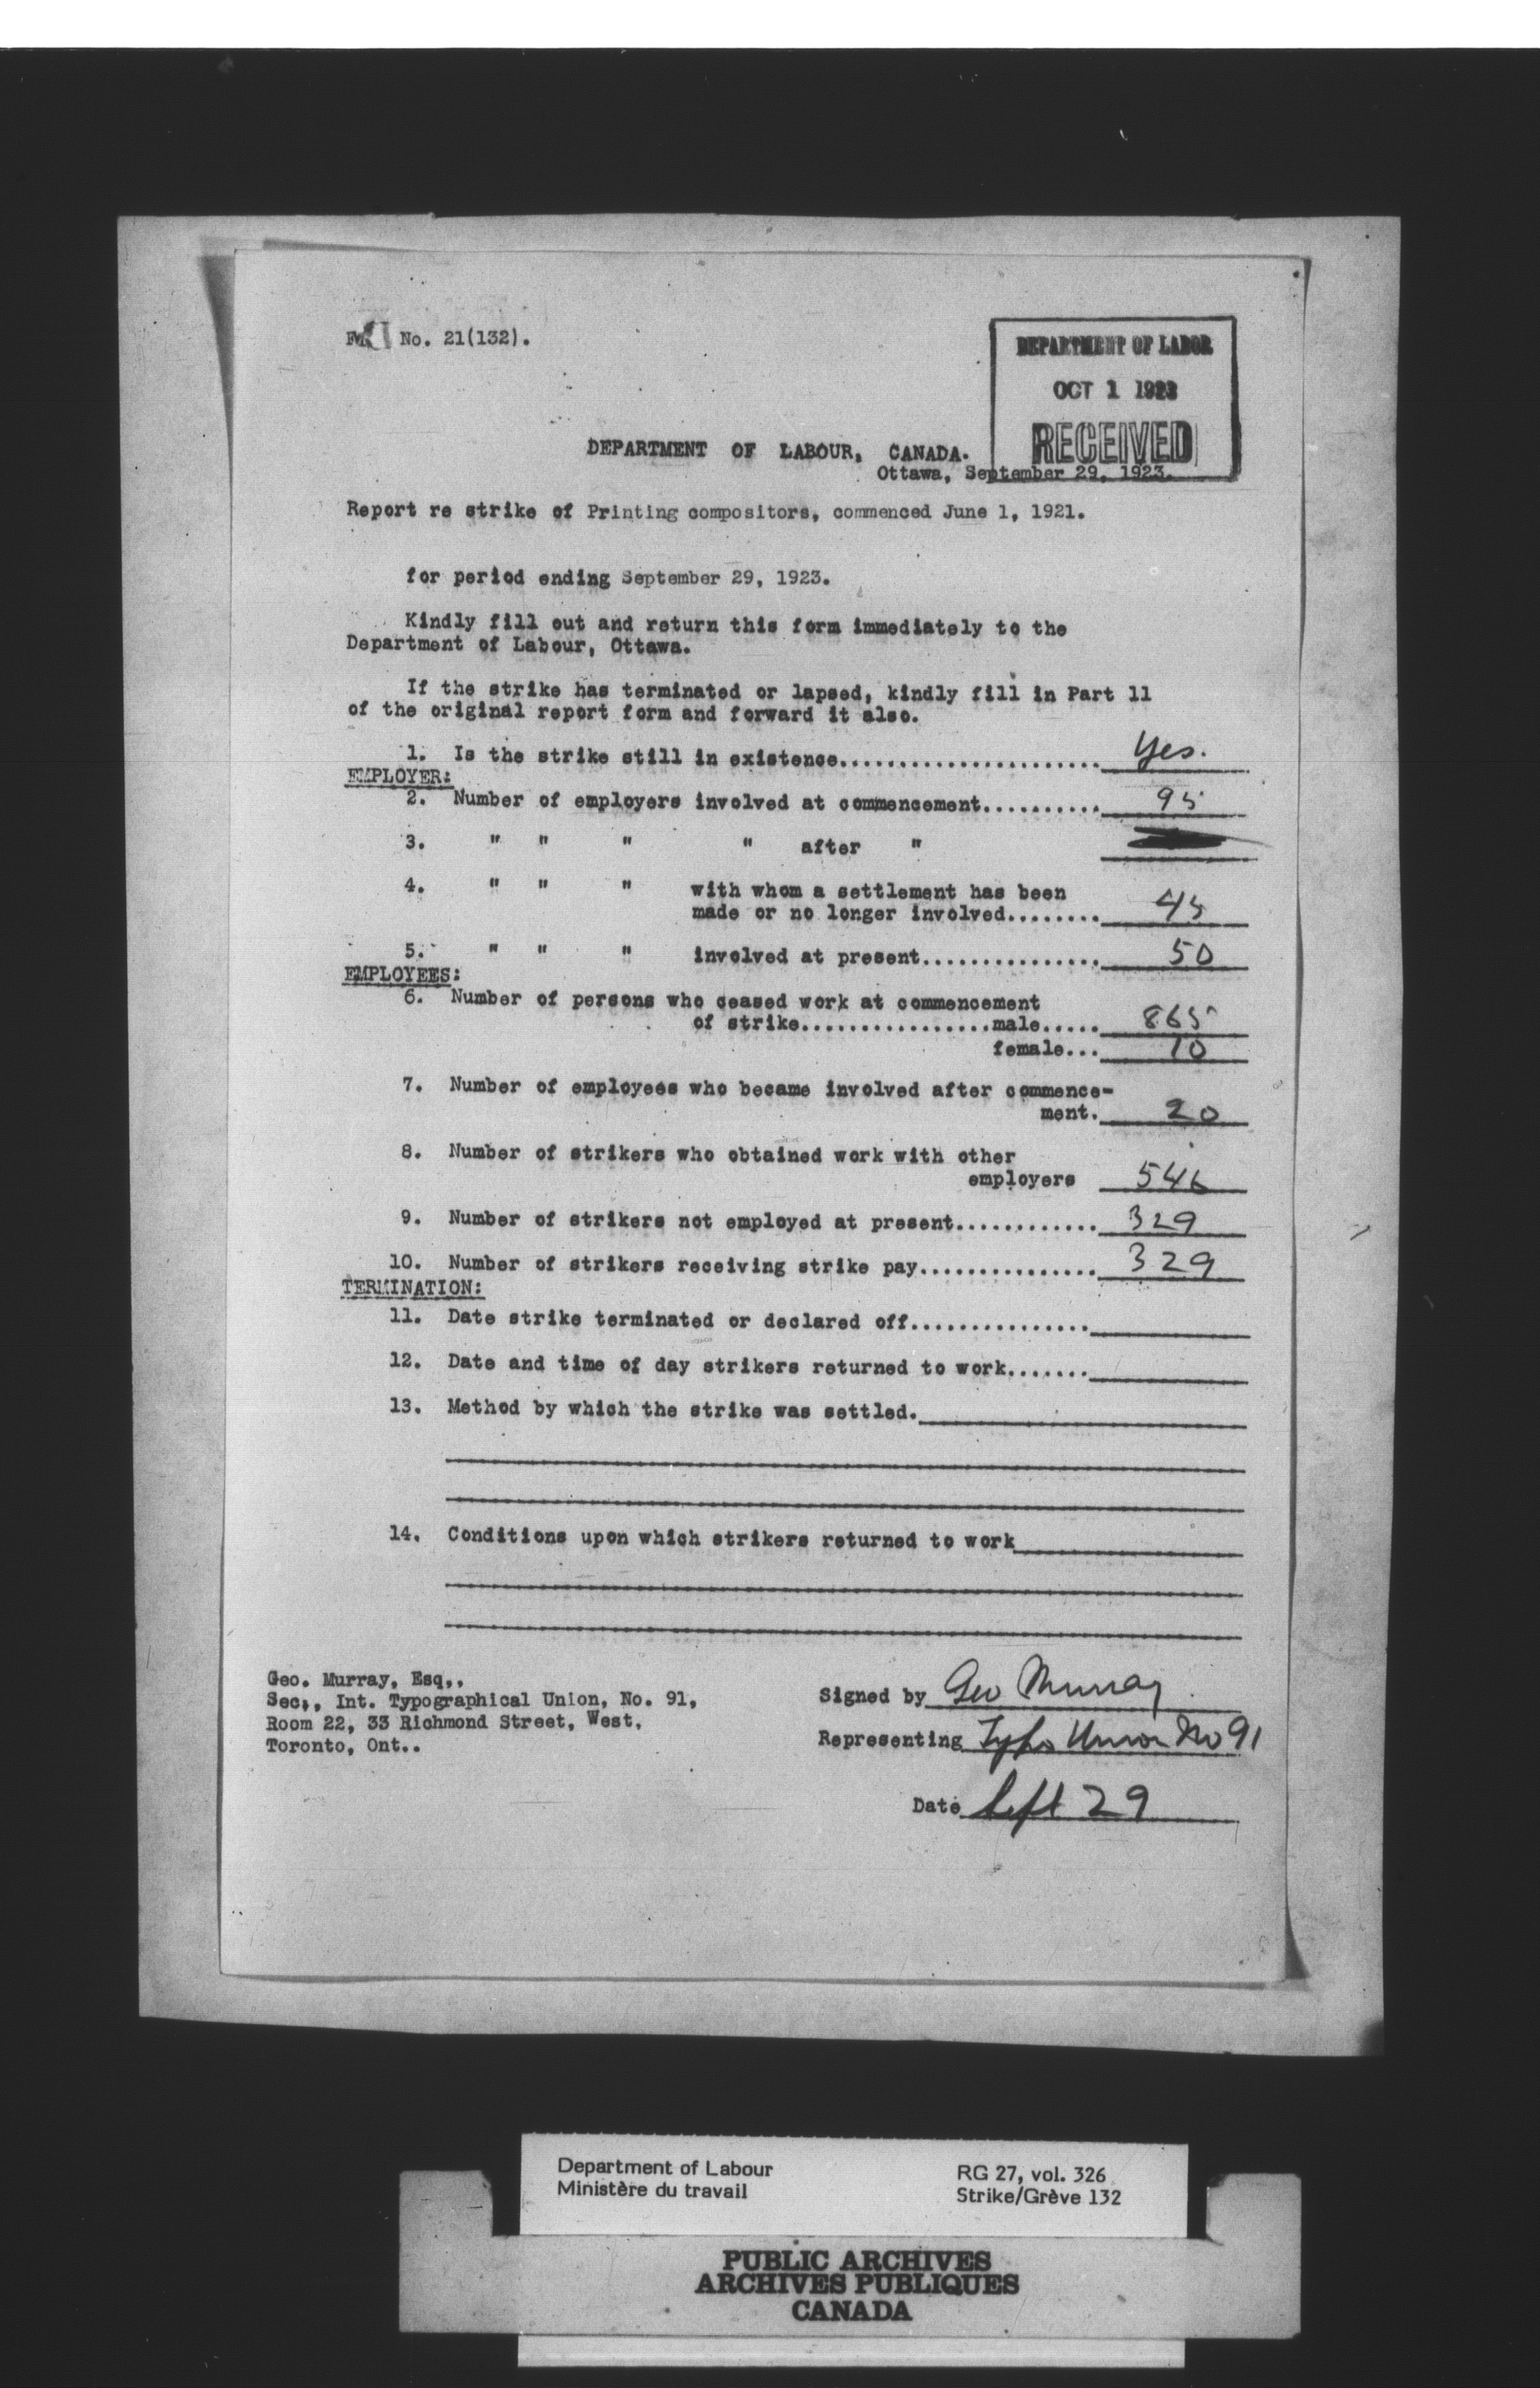 No. 21(132).
DEPARTMENT OF LABOR
OCT 1 1923
RECEIVED
DEPARTMENT OF LABOUR, CANADA.
Ottawa, September 29, 1923.
Report re strike of Printing compositors, commenced June 1, 1921.
for period ending September 29, 1923.
Kindly fill out and return this form immediately to the
Department of Labour, Ottawa.
If the strike has terminated or lapsed, kindly fill in Part 11
of the original report form and forward it also.
1. Is the strike still in existence...................... Yes.
EMPLOYER:
2. Number of employers involved at commencement.......... 95
3. " " " " after "
4. " " " with whom a settlement has been
made or no longer involved........ 45
5. " " " involved at present............... 50
EMPLOYEES:
6. Number of persons who ceased work at commencement
of strike................male..... 865
female... 10
7. Number of employees who became involved after commence-
ment. 20
8. Number of strikers who obtained work with other
employers 546
9. Number of strikers not employed at present............ 329
10. Number of strikers receiving strike pay............... 329
TERMINATION:
11. Date strike terminated or declared off...............
12. Date and time of day strikers returned to work.......
13. Method by which the strike was settled.
14. Conditions upon which strikers returned to work
Geo. Murray, Esq.,
Sec., Int. Typographical Union, No. 91,
Room 22, 33 Richmond Street, West,
Toronto, Ont..
Signed by Geo Murray
Representing Typo Union No 91
Date Sept 29
Department of Labour
Ministère du travail
RG 27, vol. 326
Strike/Grève 132
PUBLIC ARCHIVES
ARCHIVES PUBLIQUES
CANADA